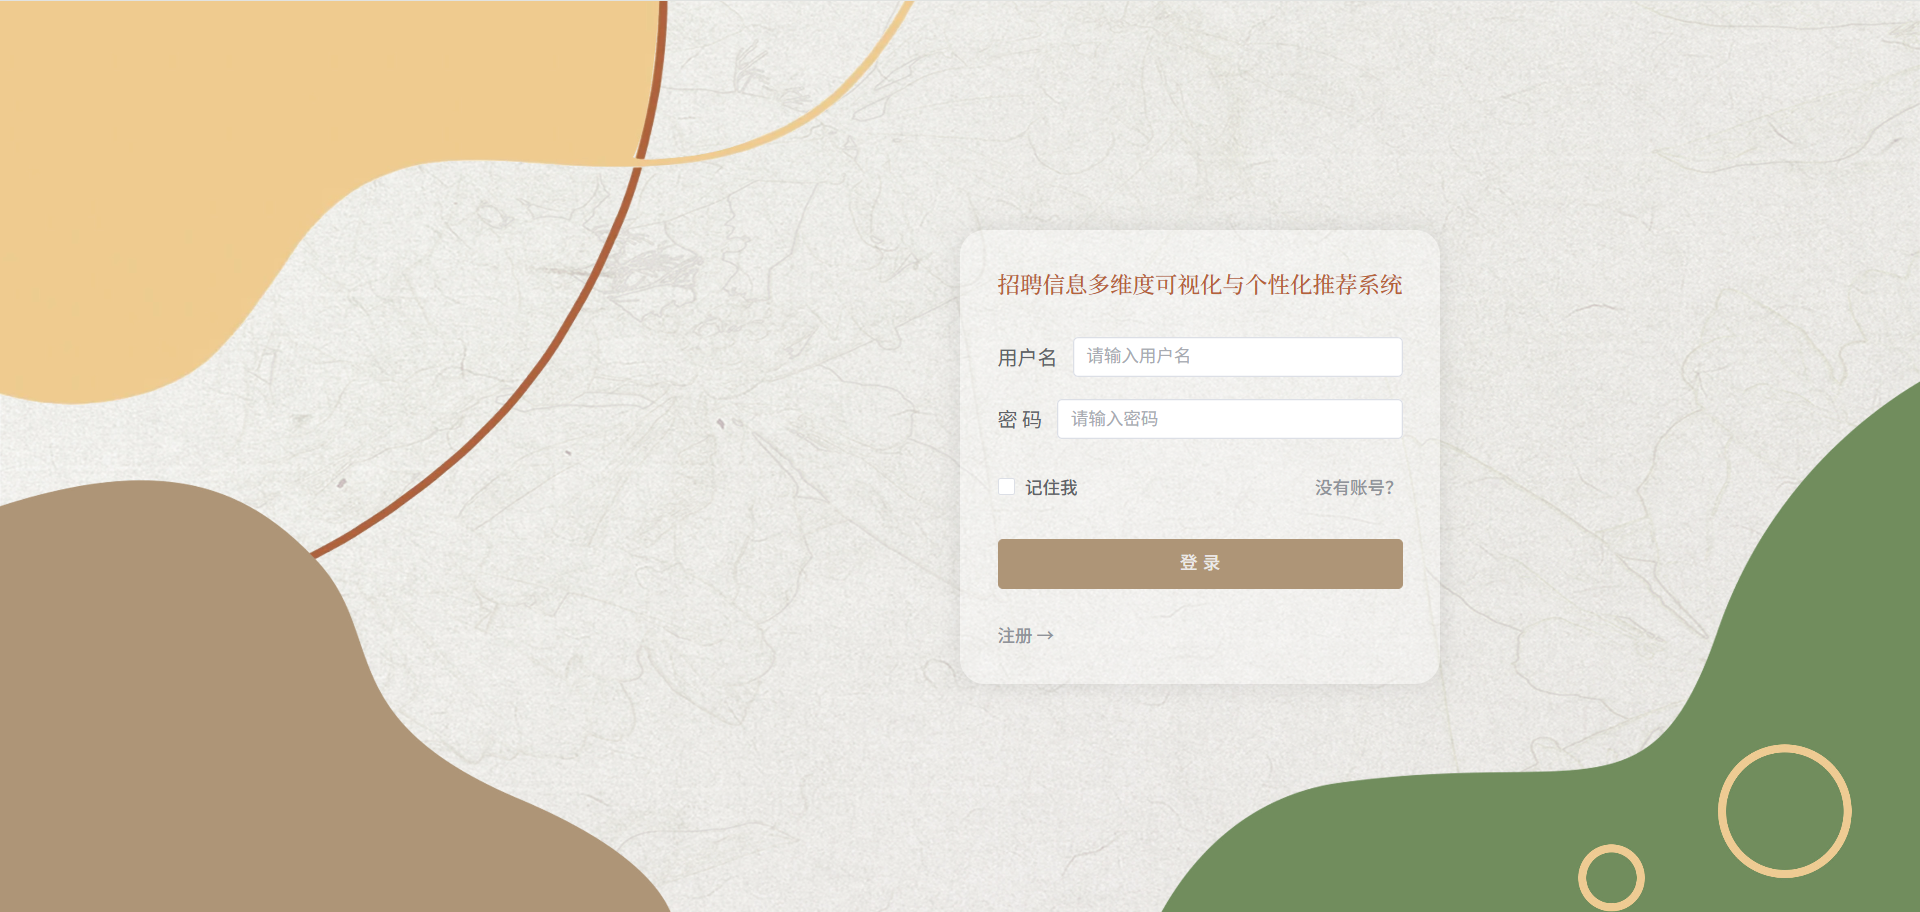 招聘信息多维度可视化与个性化推荐系统
用户名 请输入用户名
密 码 请输入密码
记住我 没有账号?
登 录
注册 →